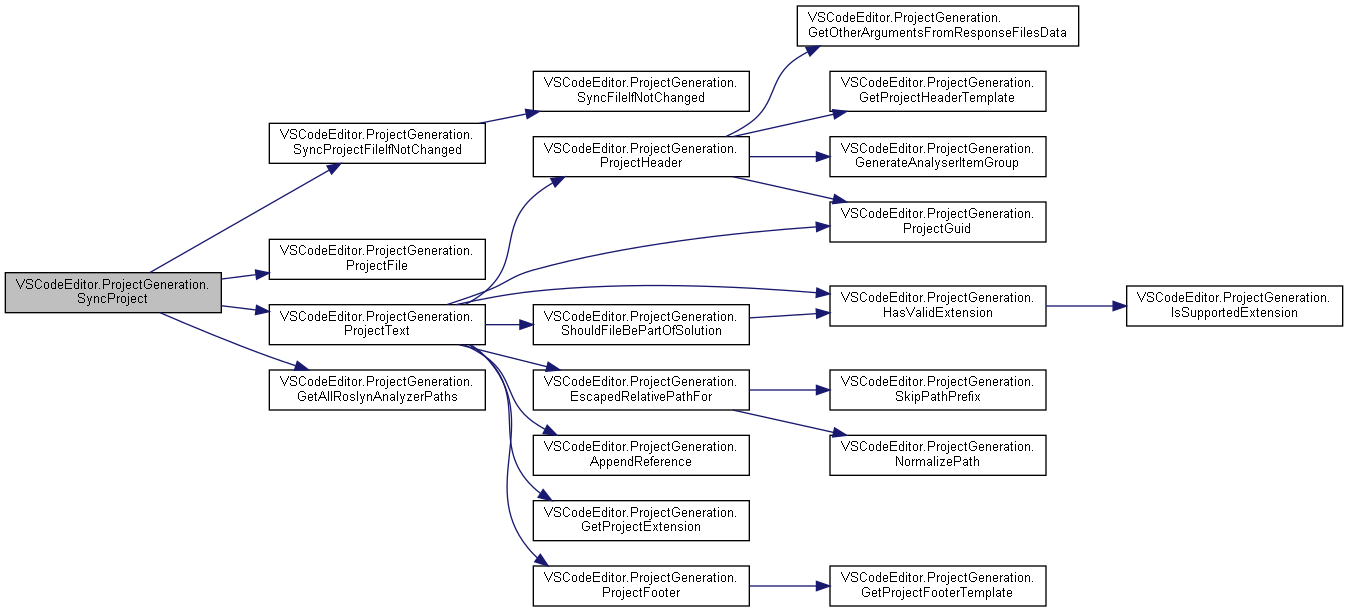 VSCodeEditor.ProjectGeneration.
SyncProject
VSCodeEditor.ProjectGeneration.
SyncProjectFileIfNotChanged
VSCodeEditor.ProjectGeneration.
ProjectFile
VSCodeEditor.ProjectGeneration.
ProjectText
VSCodeEditor.ProjectGeneration.
GetAllRoslynAnalyzerPaths
VSCodeEditor.ProjectGeneration.
SyncFileIfNotChanged
VSCodeEditor.ProjectGeneration.
ProjectHeader
VSCodeEditor.ProjectGeneration.
ShouldFileBePartOfSolution
VSCodeEditor.ProjectGeneration.
EscapedRelativePathFor
VSCodeEditor.ProjectGeneration.
AppendReference
VSCodeEditor.ProjectGeneration.
GetProjectExtension
VSCodeEditor.ProjectGeneration.
ProjectFooter
VSCodeEditor.ProjectGeneration.
GetOtherArgumentsFromResponseFilesData
VSCodeEditor.ProjectGeneration.
GetProjectHeaderTemplate
VSCodeEditor.ProjectGeneration.
GenerateAnalyserItemGroup
VSCodeEditor.ProjectGeneration.
ProjectGuid
VSCodeEditor.ProjectGeneration.
HasValidExtension
VSCodeEditor.ProjectGeneration.
SkipPathPrefix
VSCodeEditor.ProjectGeneration.
NormalizePath
VSCodeEditor.ProjectGeneration.
GetProjectFooterTemplate
VSCodeEditor.ProjectGeneration.
IsSupportedExtension